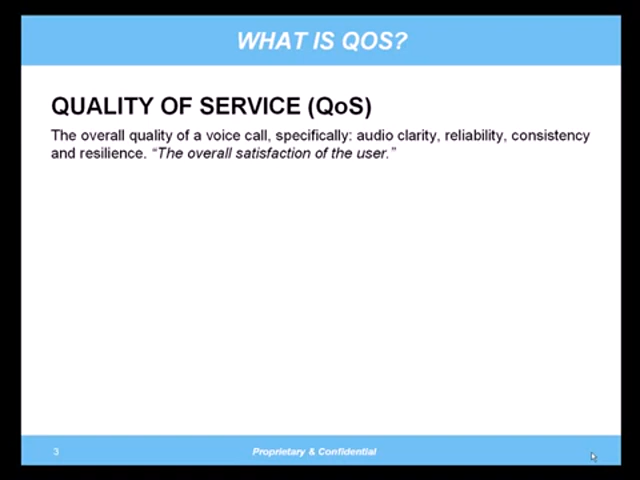 WHAT IS QOS?
QUALITY OF SERVICE (QoS)
The overall quality of a voice call, specifically: audio clarity, reliability, consistency
and resilience. “The overall satisfaction of the user.”
3
Proprietary & Confidential